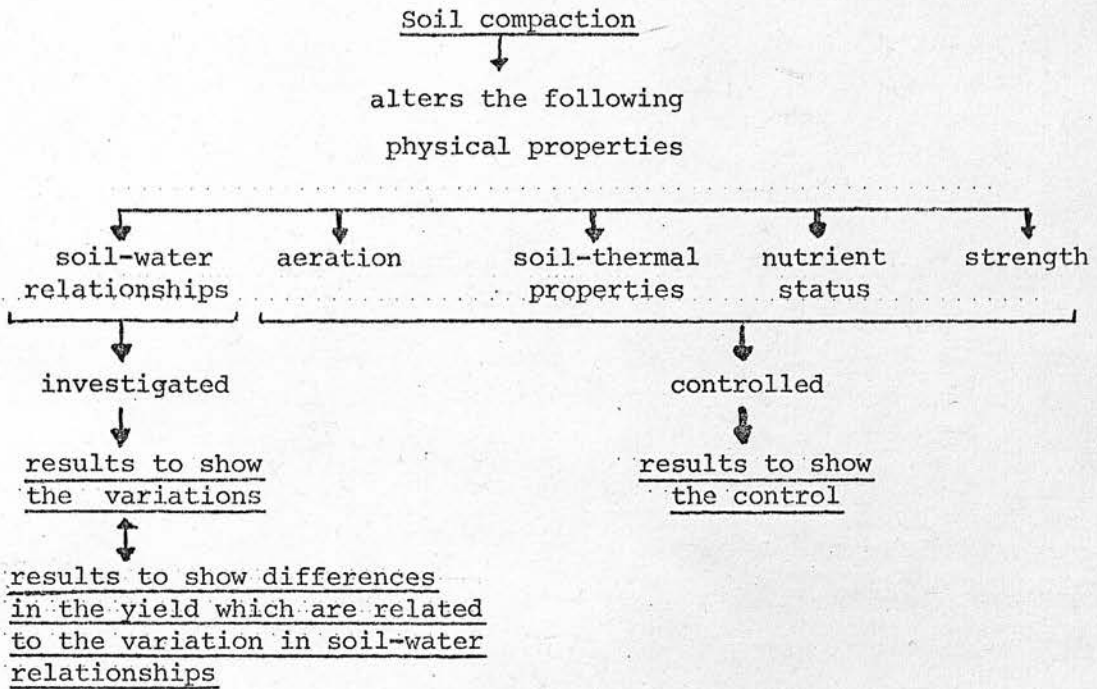 Soil compaction
alters the following
physical properties
soil-water relationships
aeration
soil-thermal properties
nutrient status
strength
investigated
controlled
results to show
the variations
results to show
the control
results to show differences
in the yield which are related
to the variation in soil-water
relationships